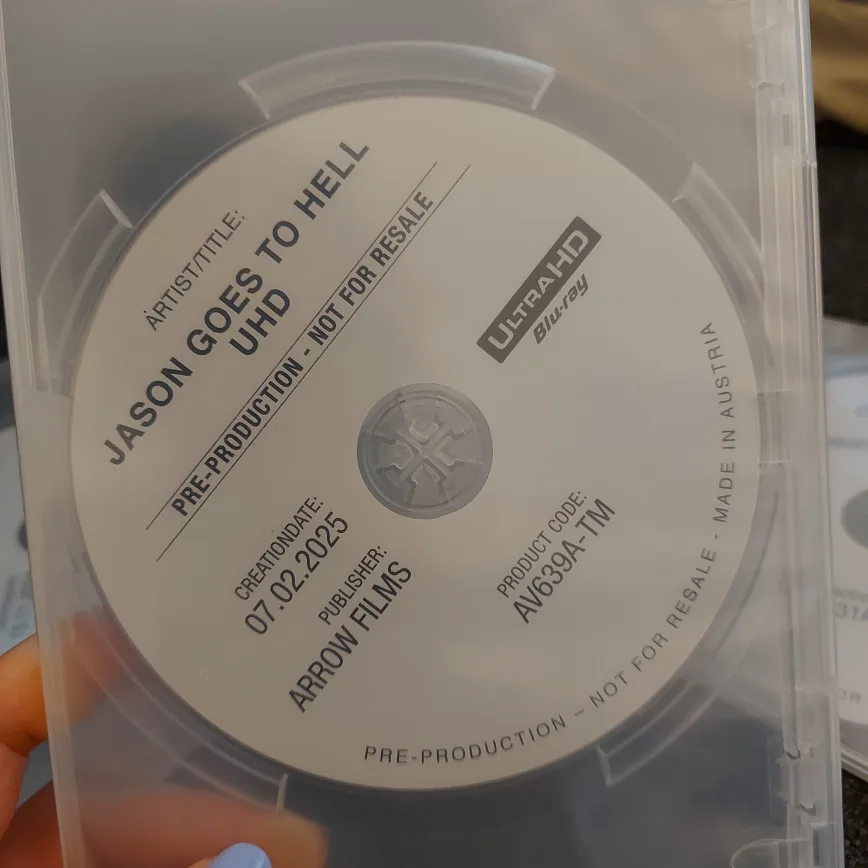 ARTIST/TITLE:
JASON GOES TO HELL
UHD
PRE-PRODUCTION - NOT FOR RESALE
ULTRA HD
Blu-ray
CREATIONDATE:
07.02.2025
PUBLISHER:
ARROW FILMS
PRODUCT CODE:
AV639A-TM
PRE-PRODUCTION – NOT FOR RESALE - MADE IN AUSTRIA